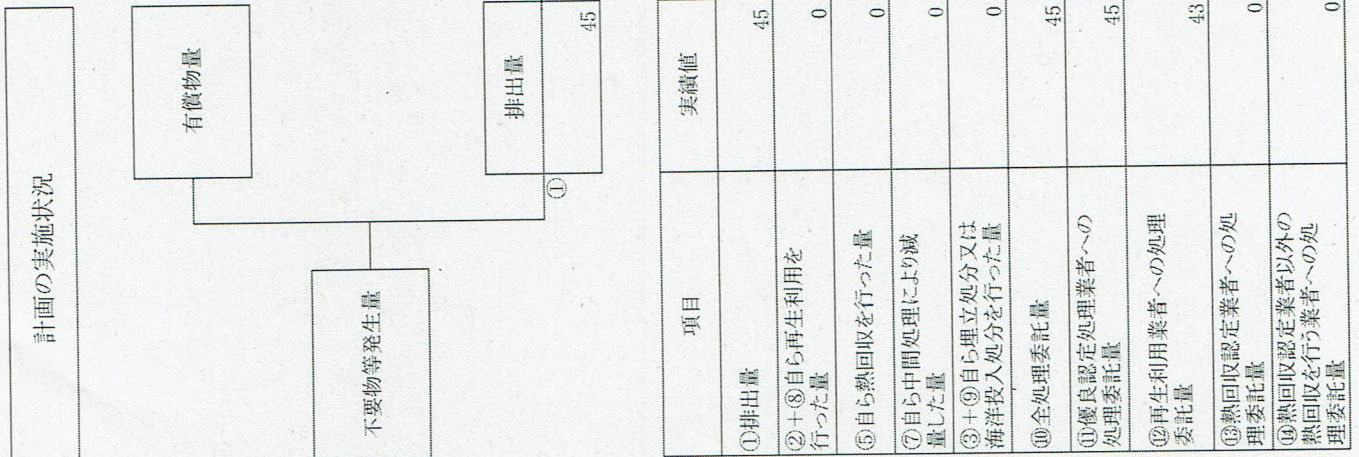 計画の実施状況
不要物等発生量
有償物量
排出量
①
45
項目
実績値
①排出量
45
②+⑧自ら再生利用を
行った量
0
⑤自ら熱回収を行った量
0
⑦自ら中間処理により減
量した量
0
③+⑨自ら埋立処分又は
海洋投入処分を行った量
0
⑩全処理委託量
45
⑪優良認定処理業者への
処理委託量
45
⑫再生利用業者への処理
委託量
43
⑬熱回収認定業者への処
理委託量
0
⑭熱回収認定業者以外の
熱回収を行う業者への処
理委託量
0